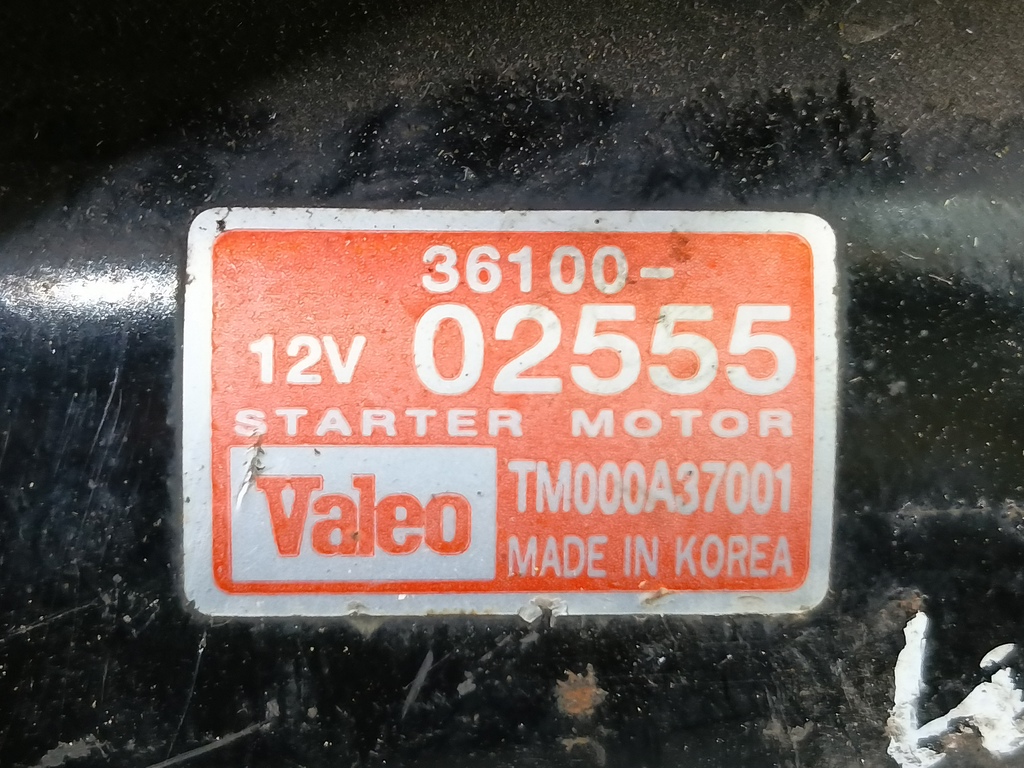 36100-
12V 02555
STARTER MOTOR
Valeo TM000A37001
MADE IN KOREA